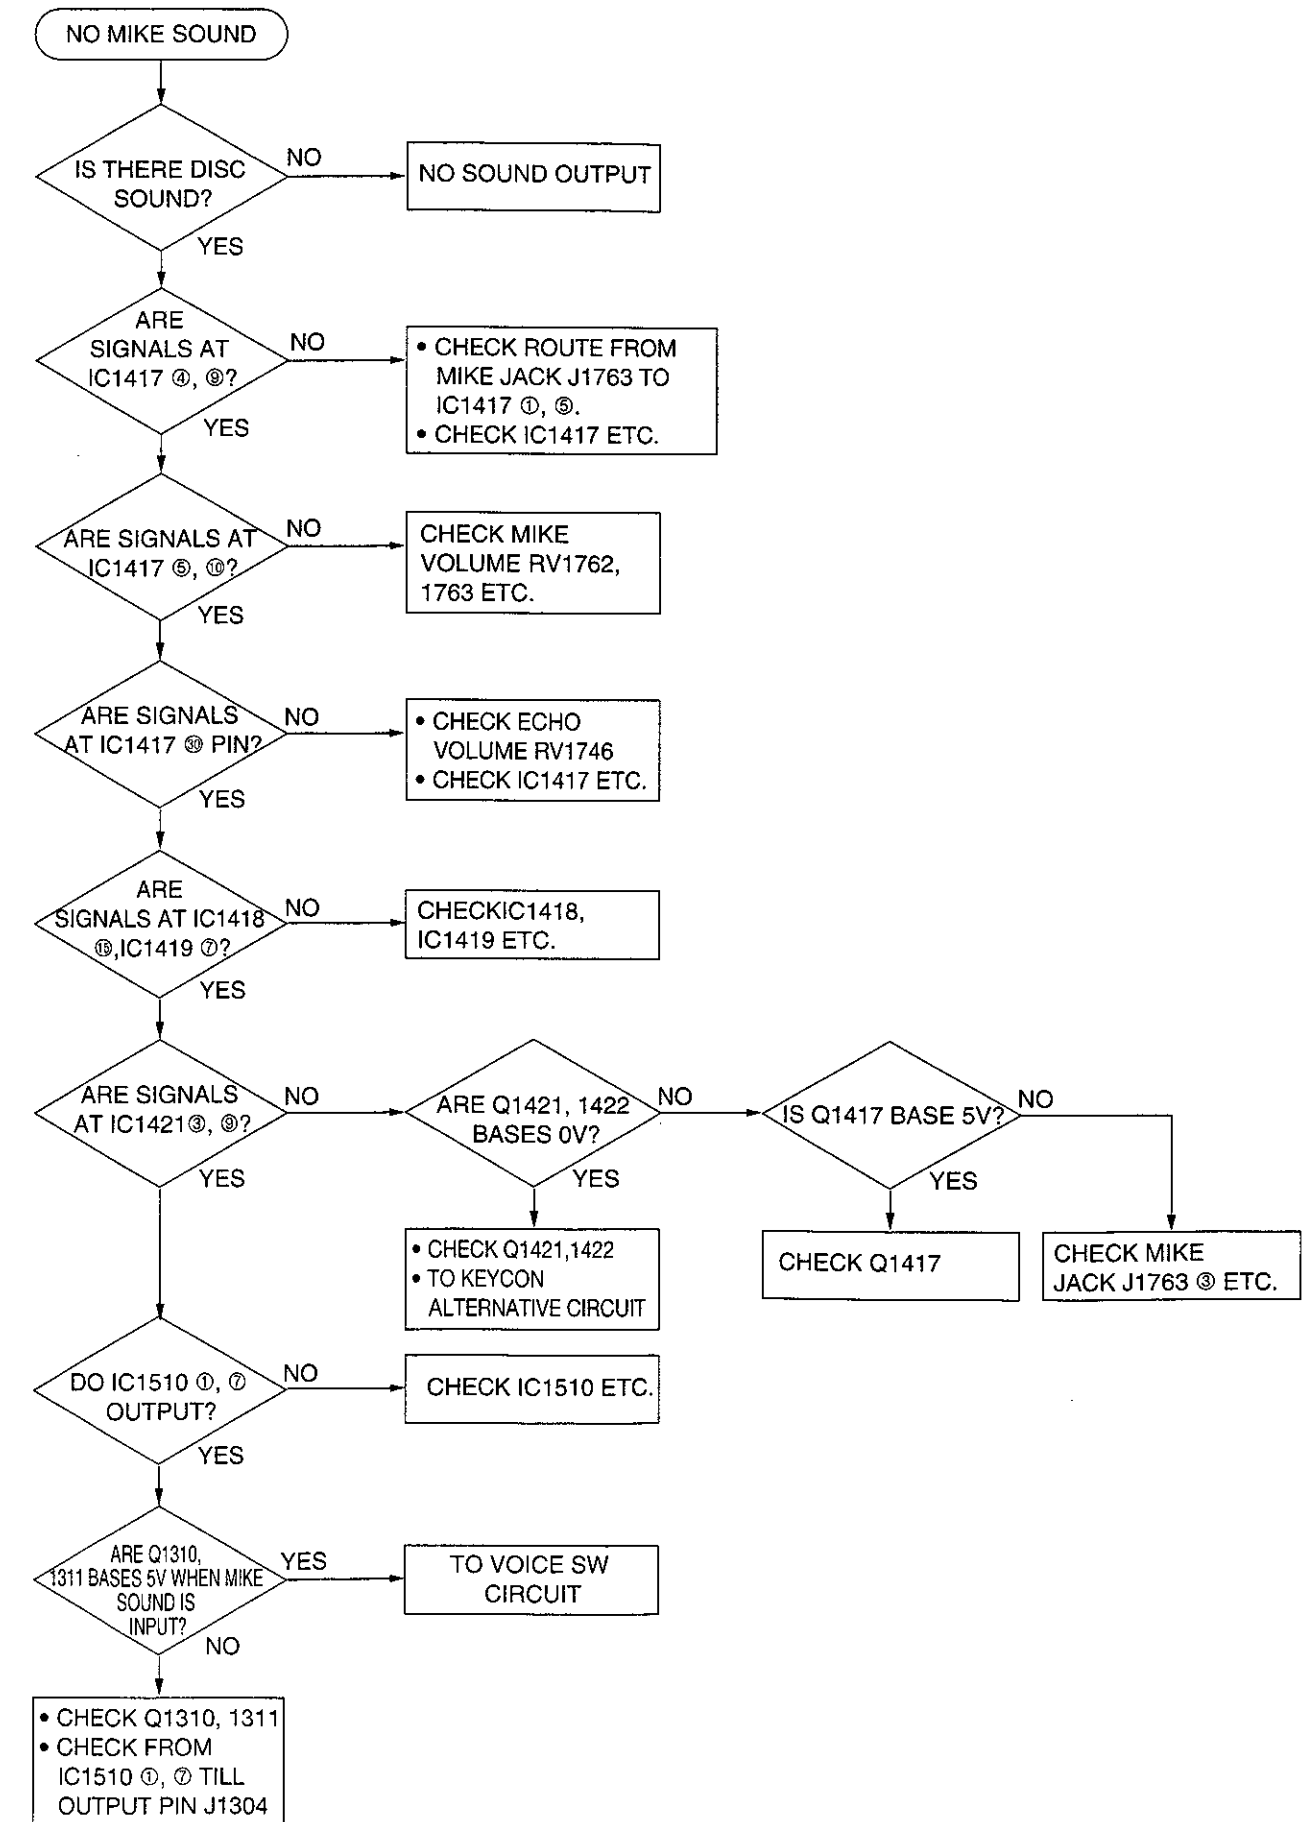 NO MIKE SOUND
IS THERE DISC
SOUND?
NO
NO SOUND OUTPUT
YES
ARE
SIGNALS AT
IC1417 ④, ⑨?
NO
• CHECK ROUTE FROM
MIKE JACK J1763 TO
IC1417 ①, ⑤.
• CHECK IC1417 ETC.
YES
ARE SIGNALS AT
IC1417 ⑤, ⑩?
NO
CHECK MIKE
VOLUME RV1762,
1763 ETC.
YES
ARE SIGNALS
AT IC1417 ㉚ PIN?
NO
• CHECK ECHO
VOLUME RV1746
• CHECK IC1417 ETC.
YES
ARE
SIGNALS AT IC1418
⑮,IC1419 ⑦?
NO
CHECKIC1418,
IC1419 ETC.
YES
ARE SIGNALS
AT IC1421③, ⑨?
NO
ARE Q1421, 1422
BASES 0V?
NO
IS Q1417 BASE 5V?
NO
YES
YES
YES
• CHECK Q1421,1422
• TO KEYCON
ALTERNATIVE CIRCUIT
CHECK Q1417
CHECK MIKE
JACK J1763 ③ ETC.
DO IC1510 ①, ⑦
OUTPUT?
NO
CHECK IC1510 ETC.
YES
ARE Q1310,
1311 BASES 5V WHEN MIKE
SOUND IS
INPUT?
YES
TO VOICE SW
CIRCUIT
NO
• CHECK Q1310, 1311
• CHECK FROM
IC1510 ①, ⑦ TILL
OUTPUT PIN J1304